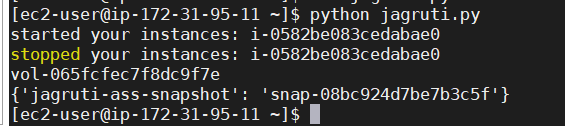 [ec2-user@ip-172-31-95-11 ~]$ python jagruti.py
started your instances: i-0582be083cedabae0
stopped your instances: i-0582be083cedabae0
vol-065fcfec7f8dc9f7e
{'jagruti-ass-snapshot': 'snap-08bc924d7be7b3c5f'}
[ec2-user@ip-172-31-95-11 ~]$